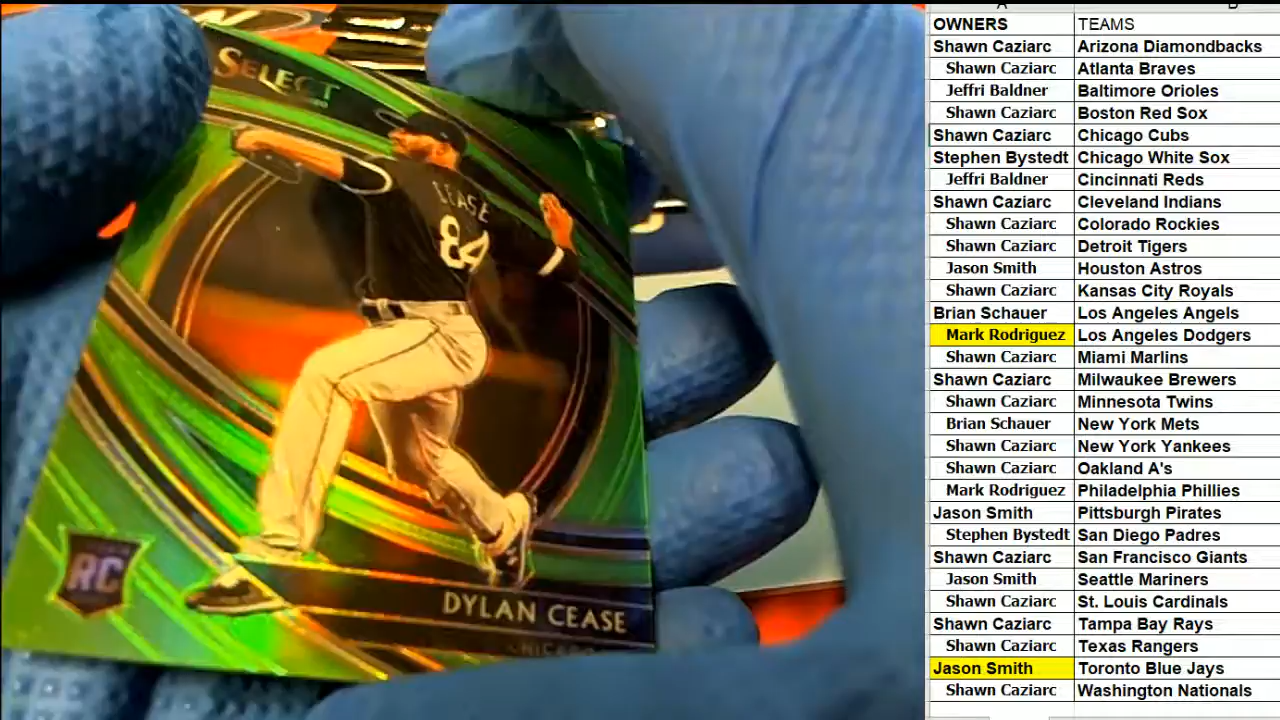 SELECT
CEASE
84
RC
DYLAN CEASE
CHICAGO
OWNERS TEAMS
Shawn Caziarc Arizona Diamondbacks
Shawn Caziarc Atlanta Braves
Jeffri Baldner Baltimore Orioles
Shawn Caziarc Boston Red Sox
Shawn Caziarc Chicago Cubs
Stephen Bystedt Chicago White Sox
Jeffri Baldner Cincinnati Reds
Shawn Caziarc Cleveland Indians
Shawn Caziarc Colorado Rockies
Shawn Caziarc Detroit Tigers
Jason Smith Houston Astros
Shawn Caziarc Kansas City Royals
Brian Schauer Los Angeles Angels
Mark Rodriguez Los Angeles Dodgers
Shawn Caziarc Miami Marlins
Shawn Caziarc Milwaukee Brewers
Shawn Caziarc Minnesota Twins
Brian Schauer New York Mets
Shawn Caziarc New York Yankees
Shawn Caziarc Oakland A's
Mark Rodriguez Philadelphia Phillies
Jason Smith Pittsburgh Pirates
Stephen Bystedt San Diego Padres
Shawn Caziarc San Francisco Giants
Jason Smith Seattle Mariners
Shawn Caziarc St. Louis Cardinals
Shawn Caziarc Tampa Bay Rays
Shawn Caziarc Texas Rangers
Jason Smith Toronto Blue Jays
Shawn Caziarc Washington Nationals